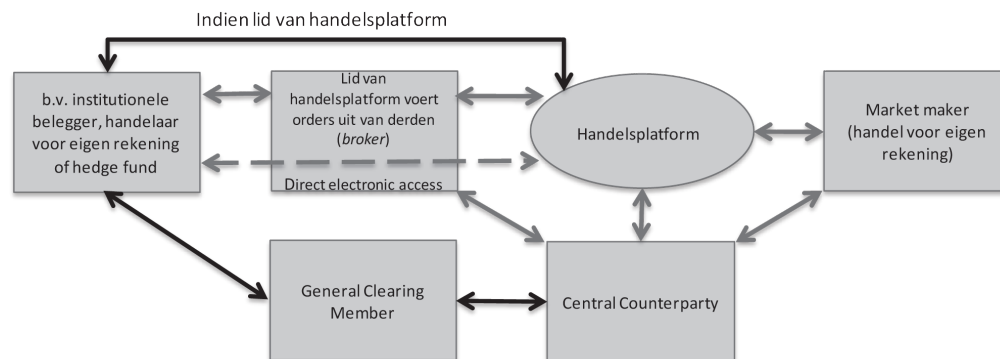 Indien lid van handelsplatform
b.v. institutionele
belegger, handelaar
voor eigen rekening
of hedge fund
Lid van
handelsplatform voert
orders uit van derden
(broker)
Direct electronic access
Handelsplatform
Market maker
(handel voor eigen
rekening)
General Clearing
Member
Central Counterparty